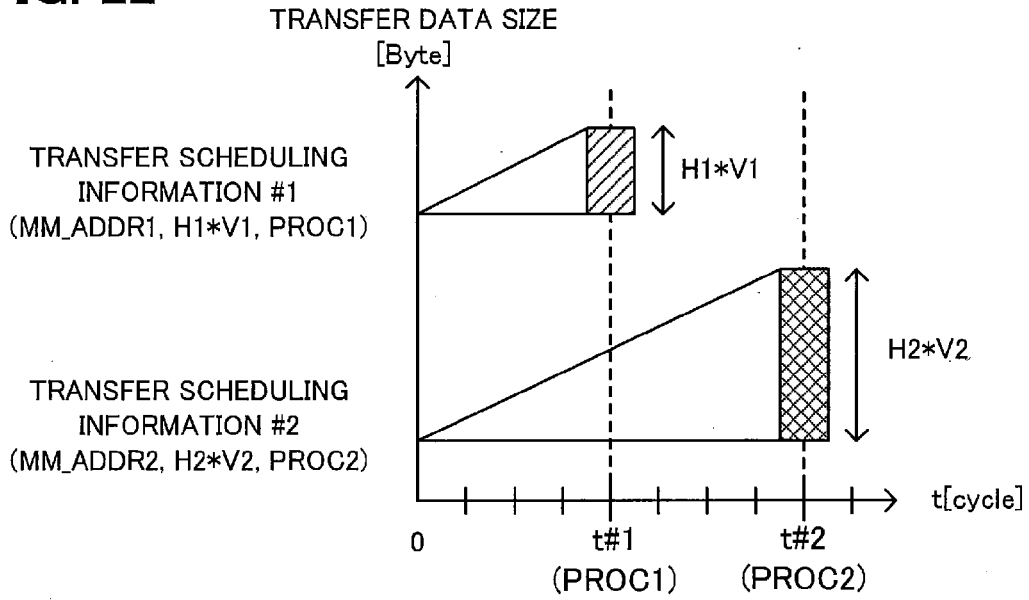 TRANSFER DATA SIZE
[Byte]
TRANSFER SCHEDULING
INFORMATION #1
(MM_ADDR1, H1*V1, PROC1)
H1*V1
TRANSFER SCHEDULING
INFORMATION #2
(MM_ADDR2, H2*V2, PROC2)
H2*V2
t[cycle]
0
t#1
(PROC1)
t#2
(PROC2)